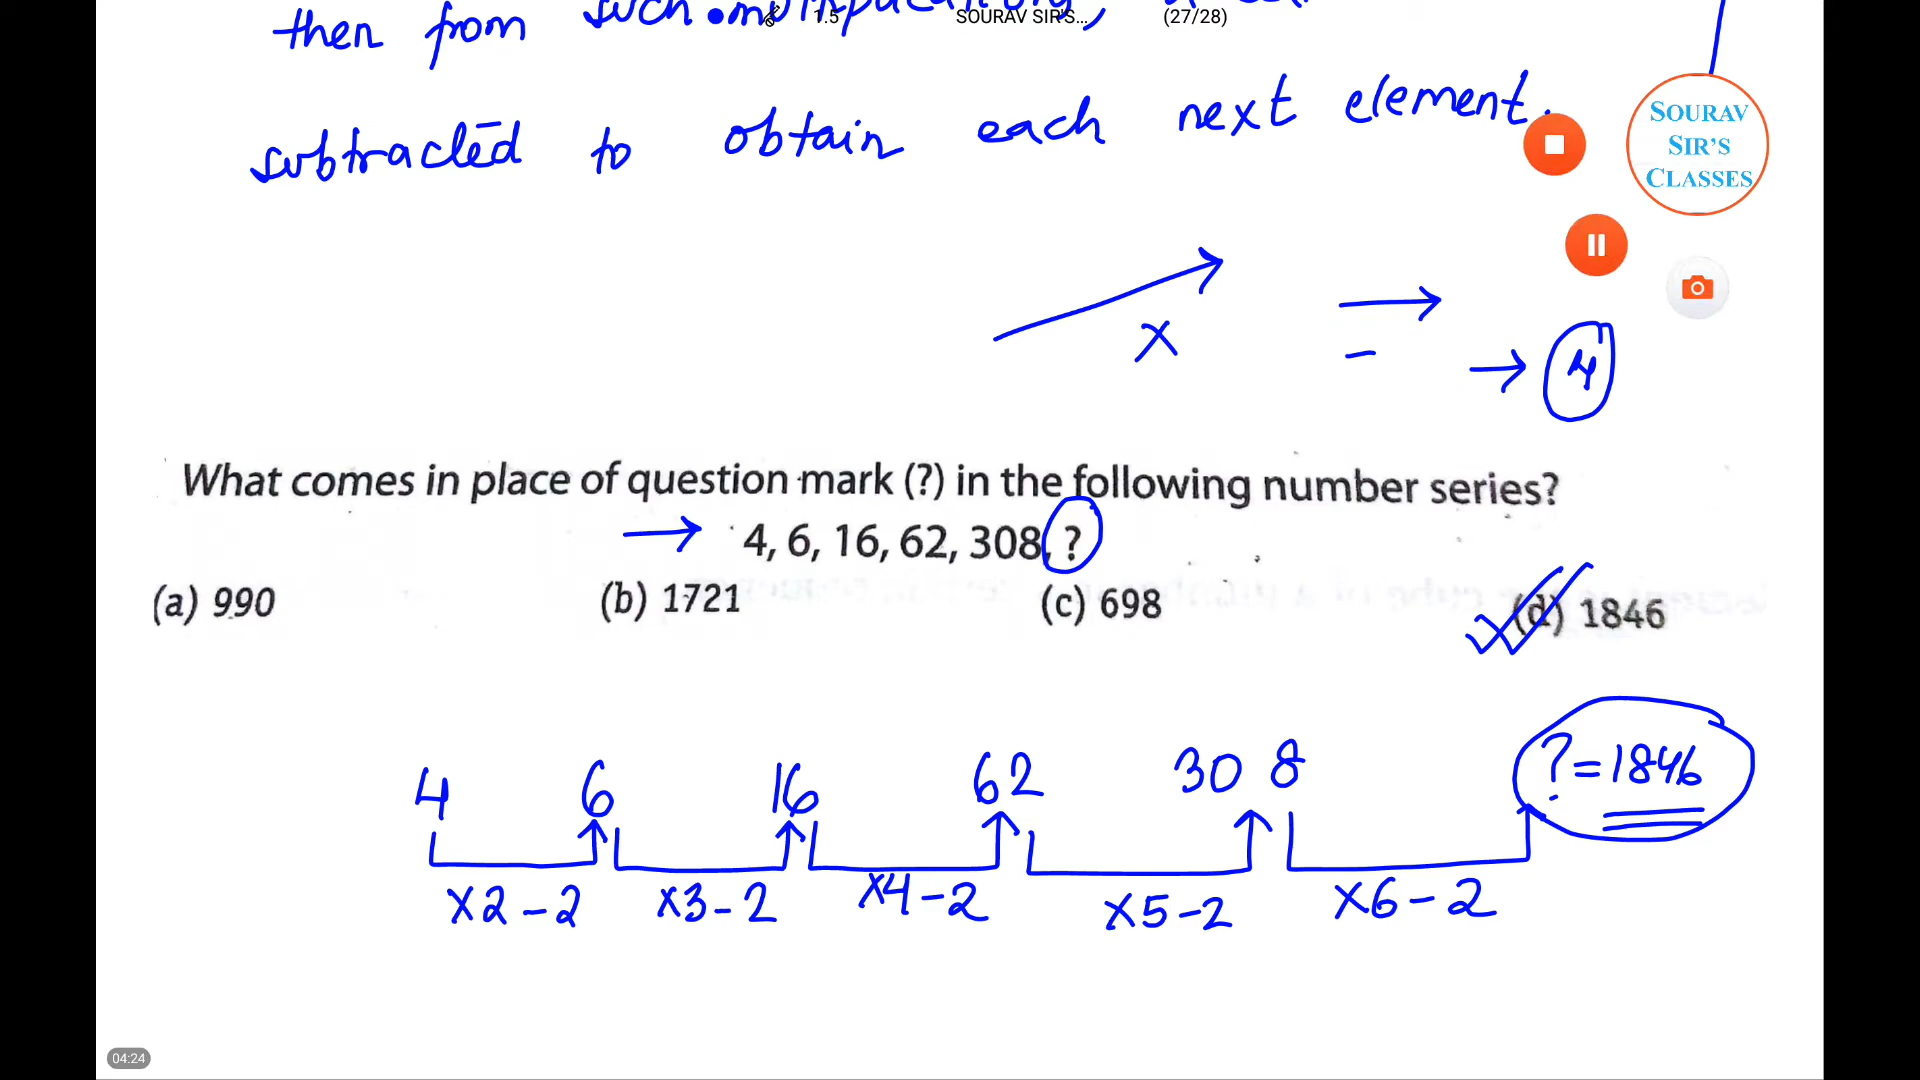 then from such
1.5 SOURAV SIR'S... (27/28)
subtracted to obtain each next element.
SOURAV
SIR'S
CLASSES
X
-
4
What comes in place of question mark (?) in the following number series?
4, 6, 16, 62, 308, ?
(a) 990 (b) 1721 (c) 698 (d) 1846
4 6 16 62 308 ? = 1846
X2-2 X3-2 X4-2 X5-2 X6-2
04:24